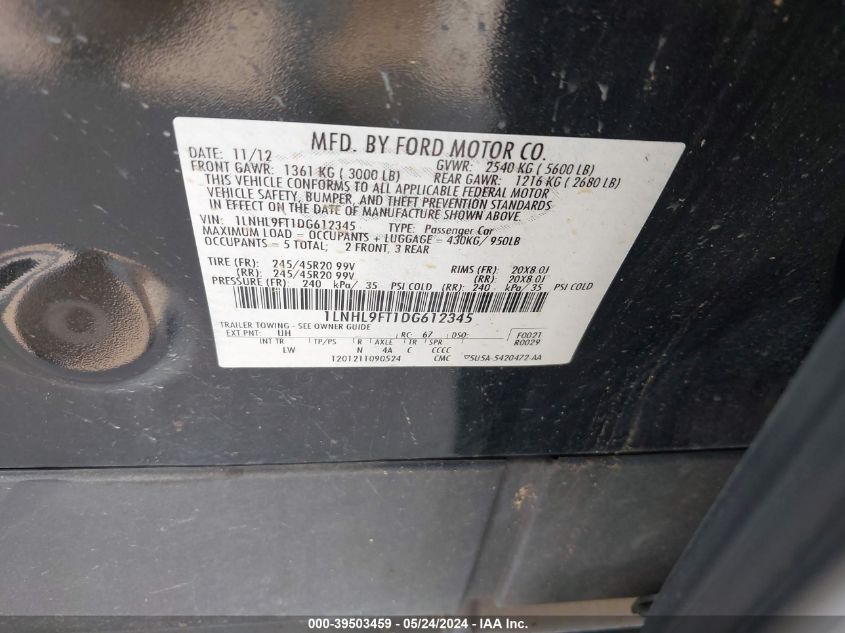 MFD. BY FORD MOTOR CO.
DATE: 11/12 GVWR: 2540 KG ( 5600 LB)
FRONT GAWR: 1361 KG ( 3000 LB) REAR GAWR: 1216 KG ( 2680 LB)
THIS VEHICLE CONFORMS TO ALL APPLICABLE FEDERAL MOTOR
VEHICLE SAFETY, BUMPER, AND THEFT PREVENTION STANDARDS
IN EFFECT ON THE DATE OF MANUFACTURE SHOWN ABOVE.
VIN: 1LNHL9FT1DG612345 TYPE: Passenger Car
MAXIMUM LOAD = OCCUPANTS + LUGGAGE = 430KG/ 950LB
OCCUPANTS = 5 TOTAL; 2 FRONT, 3 REAR
TIRE (FR): 245/45R20 99V RIMS (FR): 20X8.0J
(RR): 245/45R20 99V (RR): 20X8.0J
PRESSURE (FR): 240 kPa/ 35 PSI COLD (RR): 240 kPa/ 35 PSI COLD
1LNHL9FT1DG612345
TRAILER TOWING - SEE OWNER GUIDE
EXT PNT: UH RC: 67 DSO: F0021
INT TR TP/PS R AXLE TR SPR R0029
LW N 4A C CCCC
T201211090524 CMC 5U5A-5420472-AA
000-39503459 - 05/24/2024 - IAA Inc.